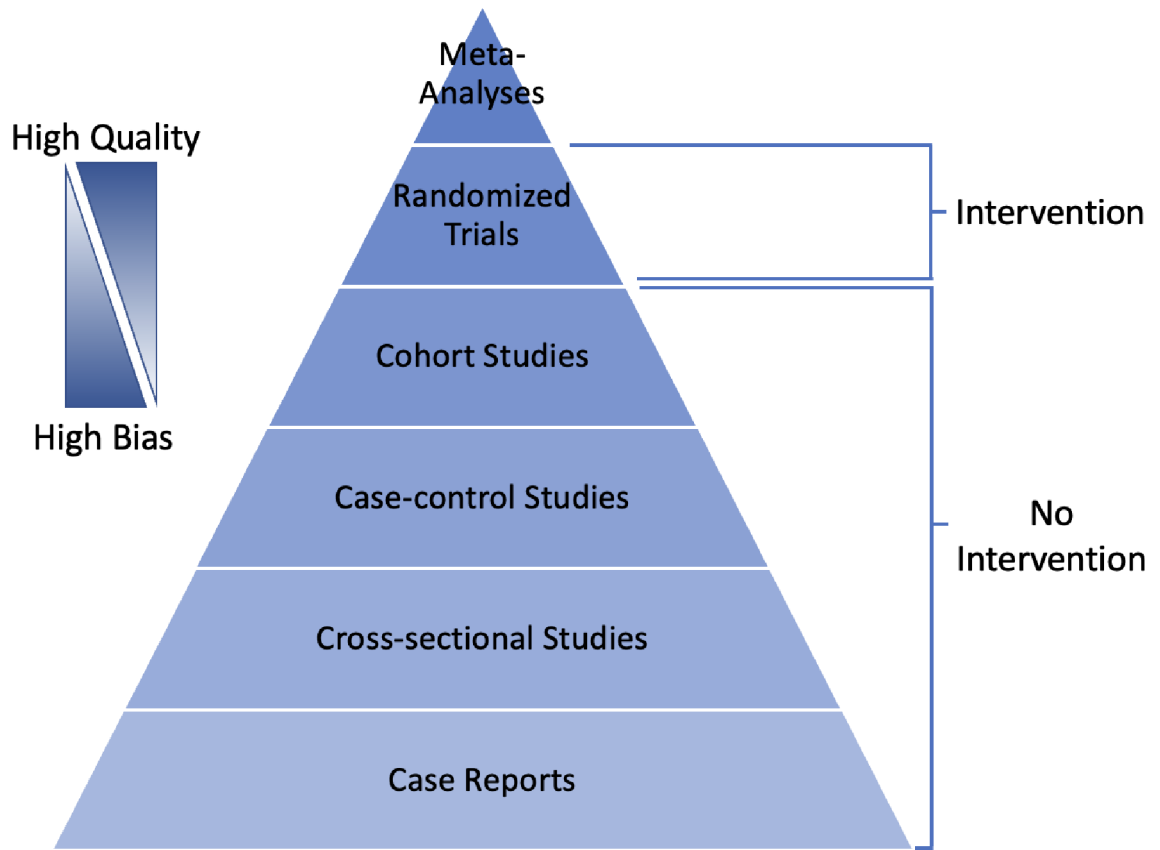 Meta-
Analyses
High Quality
Randomized
Trials
Intervention
Cohort Studies
High Bias
Case-control Studies
No
Intervention
Cross-sectional Studies
Case Reports